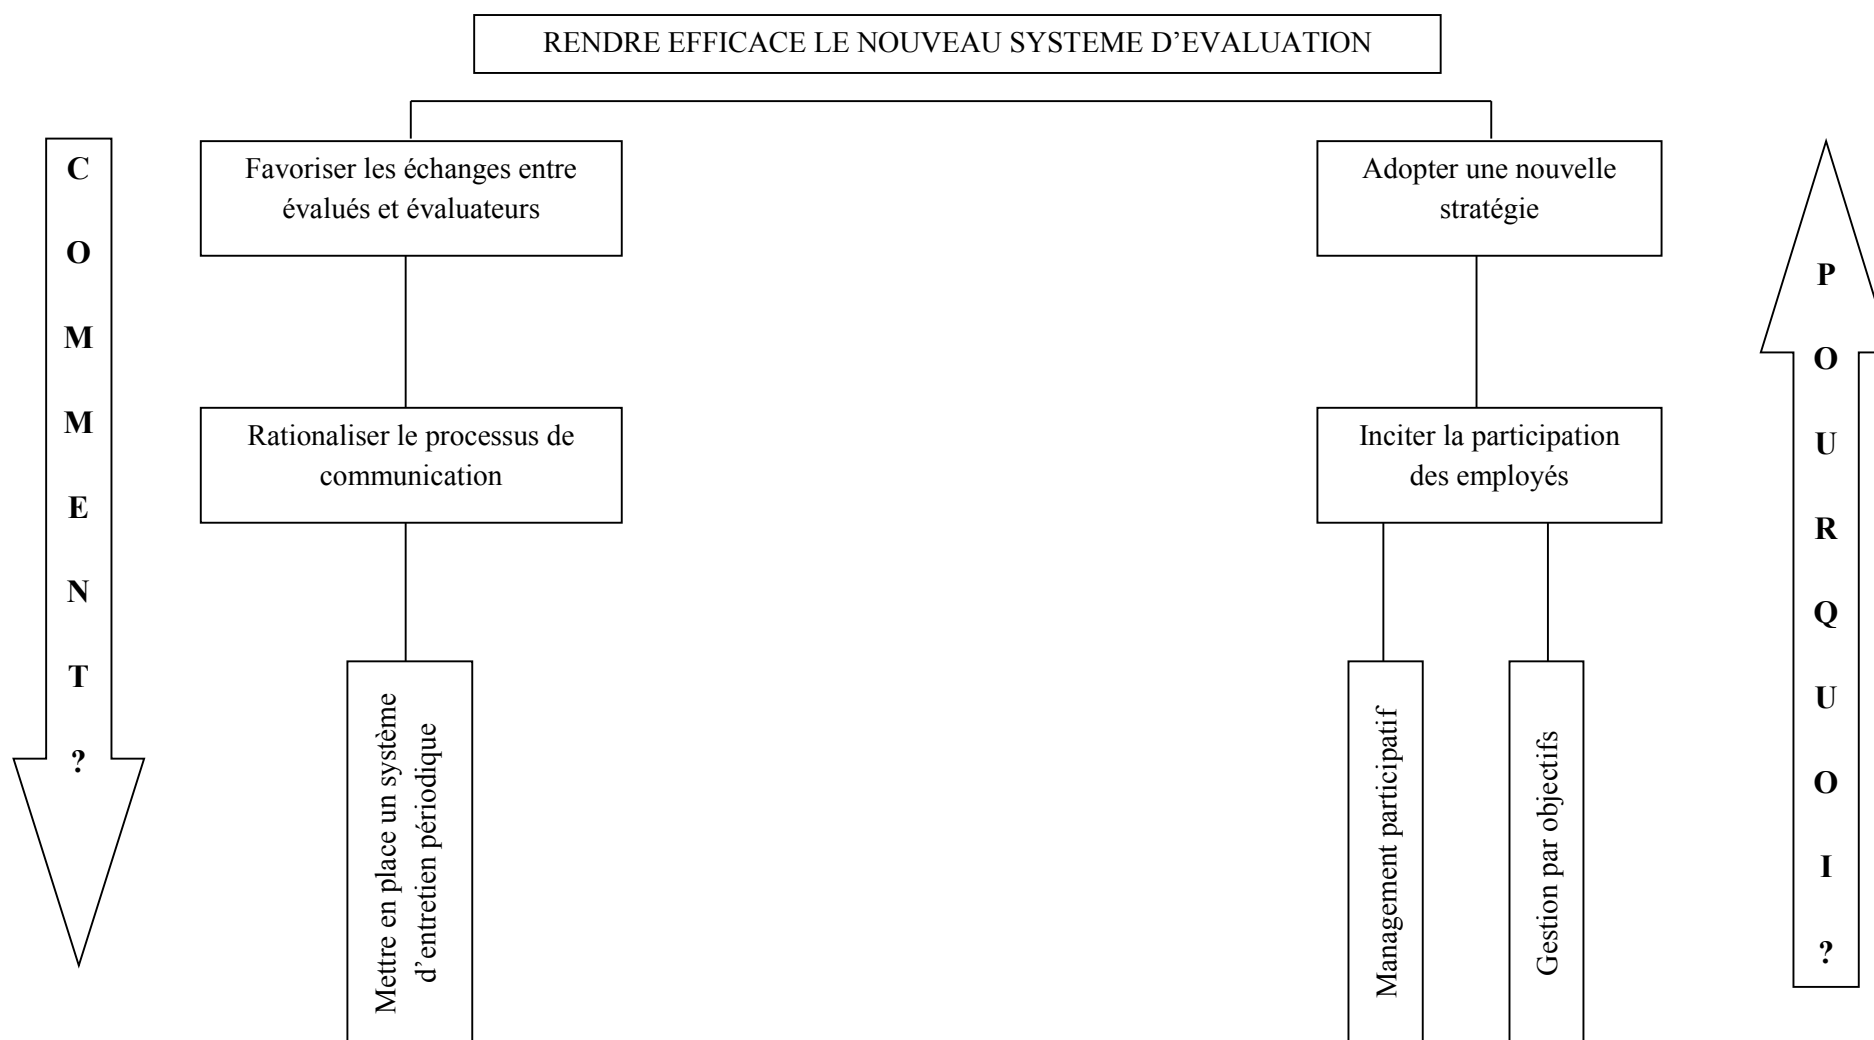 RENDRE EFFICACE LE NOUVEAU SYSTEME D’EVALUATION
C
O
M
M
E
N
T
?
Favoriser les échanges entre
évalués et évaluateurs
Rationaliser le processus de
communication
Mettre en place un système
d’entretien périodique
Adopter une nouvelle
stratégie
Inciter la participation
des employés
Management participatif
Gestion par objectifs
P
O
U
R
Q
U
O
I
?